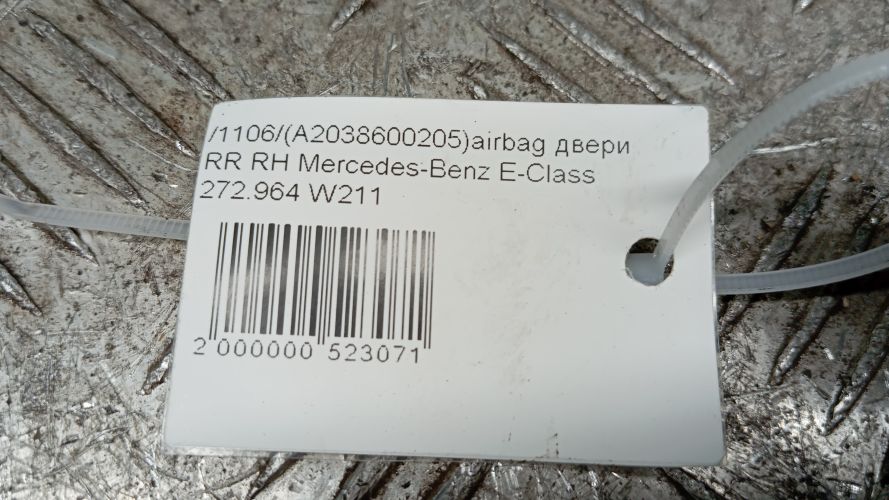 /1106/(A2038600205)airbag двери
RR RH Mercedes-Benz E-Class
272.964 W211
2 000000 523071